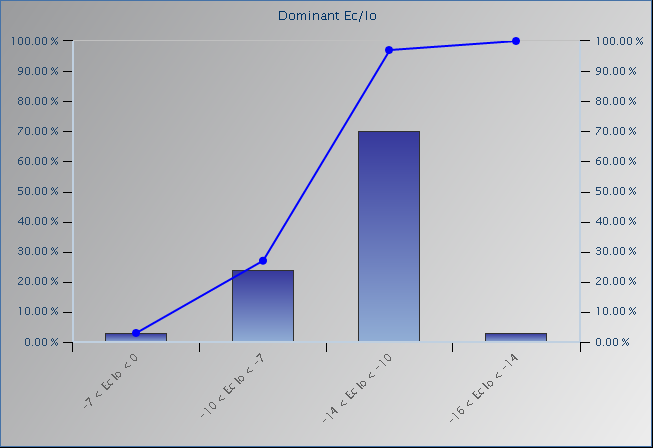 Dominant Ec/Io
100.00 % 100.00 %
90.00 % 90.00 %
80.00 % 80.00 %
70.00 % 70.00 %
60.00 % 60.00 %
50.00 % 50.00 %
40.00 % 40.00 %
30.00 % 30.00 %
20.00 % 20.00 %
10.00 % 10.00 %
0.00 % 0.00 %
-7 < Ec Io < 0
-10 < Ec Io < -7
-14 < Ec Io < -10
-16 < Ec Io < -14